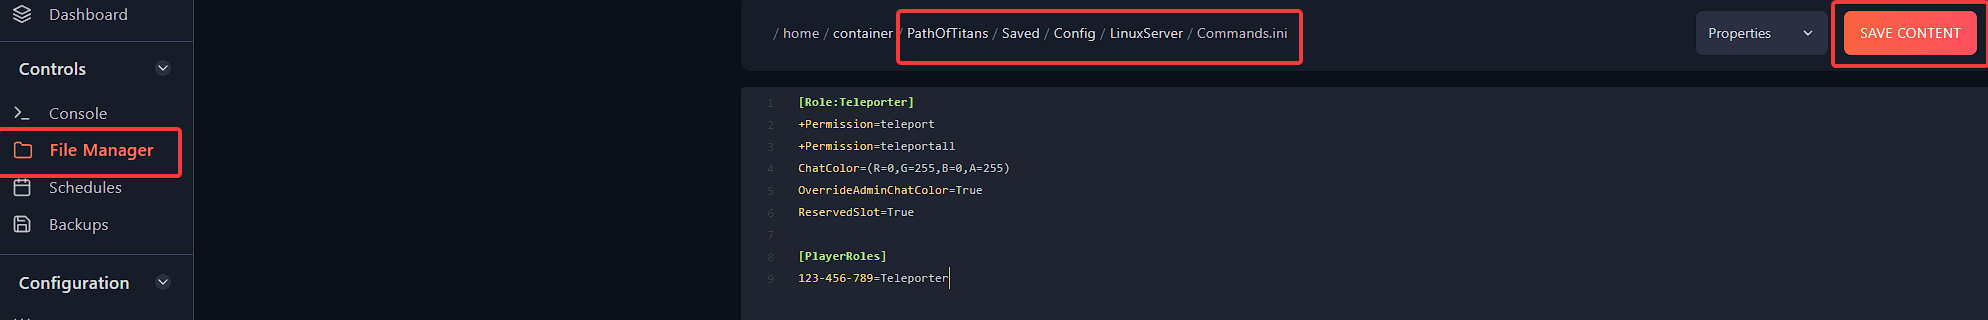 Dashboard
Controls
Console
File Manager
Schedules
Backups
Configuration
/ home / container / PathOfTitans / Saved / Config / LinuxServer / Commands.ini
Properties
SAVE CONTENT
1 [Role:Teleporter]
2 +Permission=teleport
3 +Permission=teleportall
4 ChatColor=(R=0,G=255,B=0,A=255)
5 OverrideAdminChatColor=True
6 ReservedSlot=True
7
8 [PlayerRoles]
9 123-456-789=Teleporter